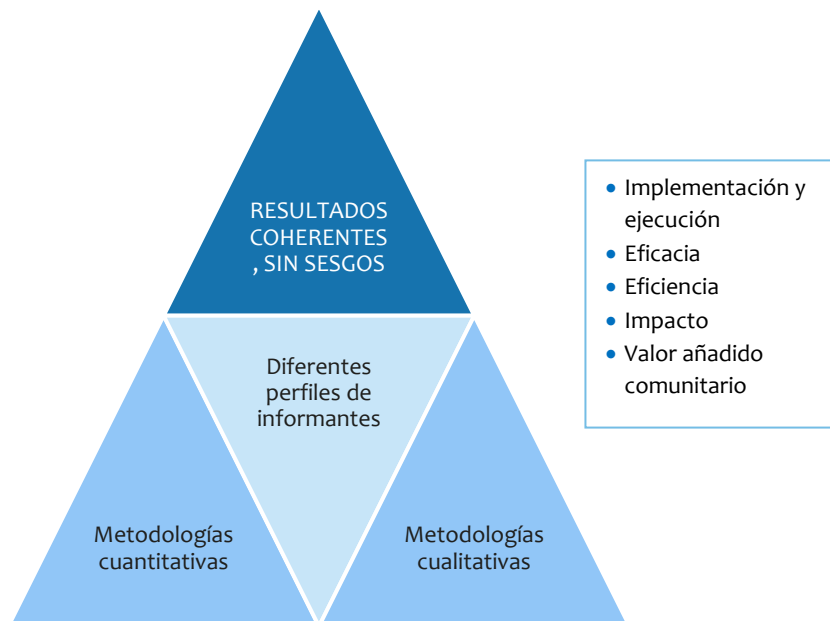 RESULTADOS
COHERENTES
, SIN SESGOS
Diferentes
perfiles de
informantes
Metodologías
cuantitativas
Metodologías
cualitativas
• Implementación y
ejecución
• Eficacia
• Eficiencia
• Impacto
• Valor añadido
comunitario